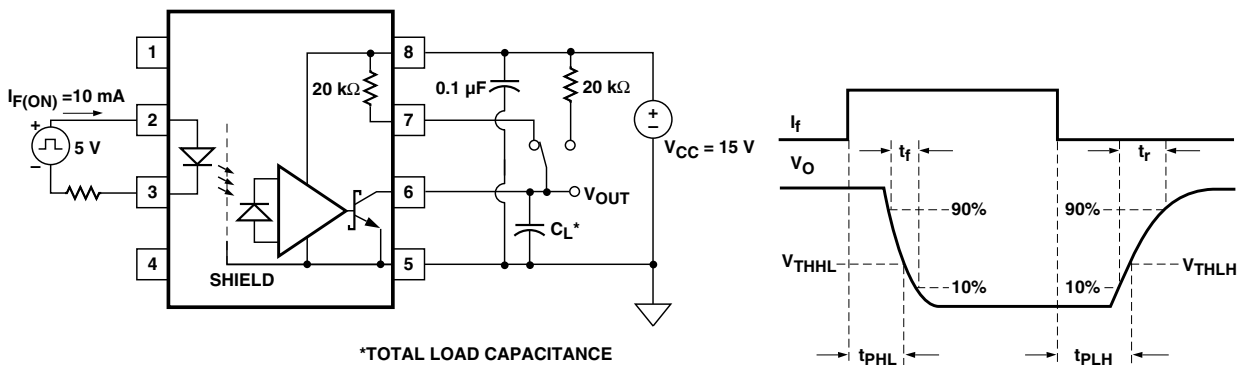 1
8
20 kΩ
0.1 µF
20 kΩ
I_F(ON) =10 mA
2
7
+
5 V
–
+
–
V_CC = 15 V
3
6
V_OUT
C_L*
4
SHIELD
5
*TOTAL LOAD CAPACITANCE
I_f
V_O
t_f
t_r
90%
90%
V_THHL
V_THLH
10%
10%
t_PHL
t_PLH